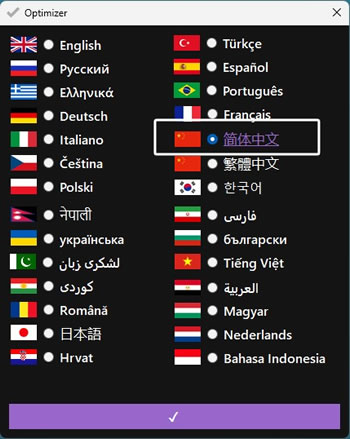 Optimizer
English
Русский
Ελληνικά
Deutsch
Italiano
Čeština
Polski
नेपाली
українська
لشکری زبان
كوردی
Română
日本語
Hrvat
Türkçe
Español
Português
Français
简体中文
繁體中文
한국어
فارسی
български
Tiếng Việt
العربية
Magyar
Nederlands
Bahasa Indonesia